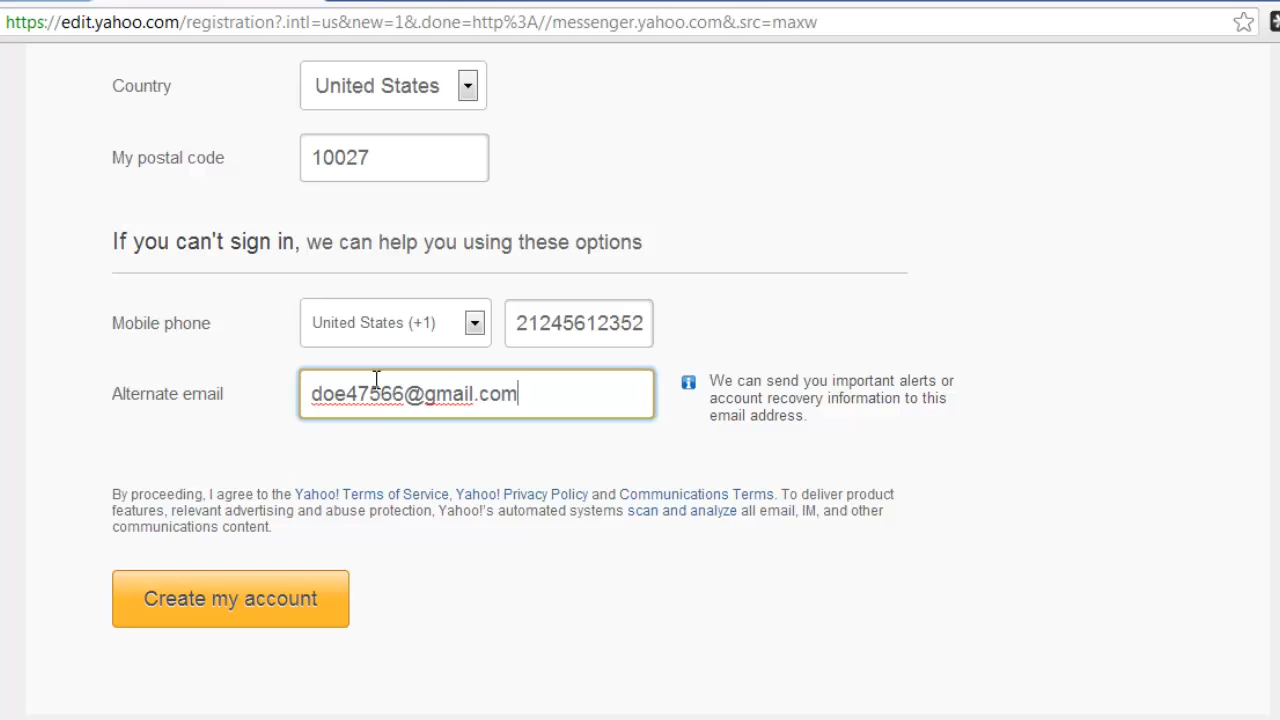 https://edit.yahoo.com/registration?.intl=us&new=1&.done=http%3A//messenger.yahoo.com&.src=maxw
Country
United States
My postal code
10027
If you can't sign in, we can help you using these options
Mobile phone
United States (+1)
21245612352
Alternate email
doe47566@gmail.com
We can send you important alerts or
account recovery information to this
email address.
By proceeding, I agree to the Yahoo! Terms of Service, Yahoo! Privacy Policy and Communications Terms. To deliver product
features, relevant advertising and abuse protection, Yahoo!'s automated systems scan and analyze all email, IM, and other
communications content.
Create my account